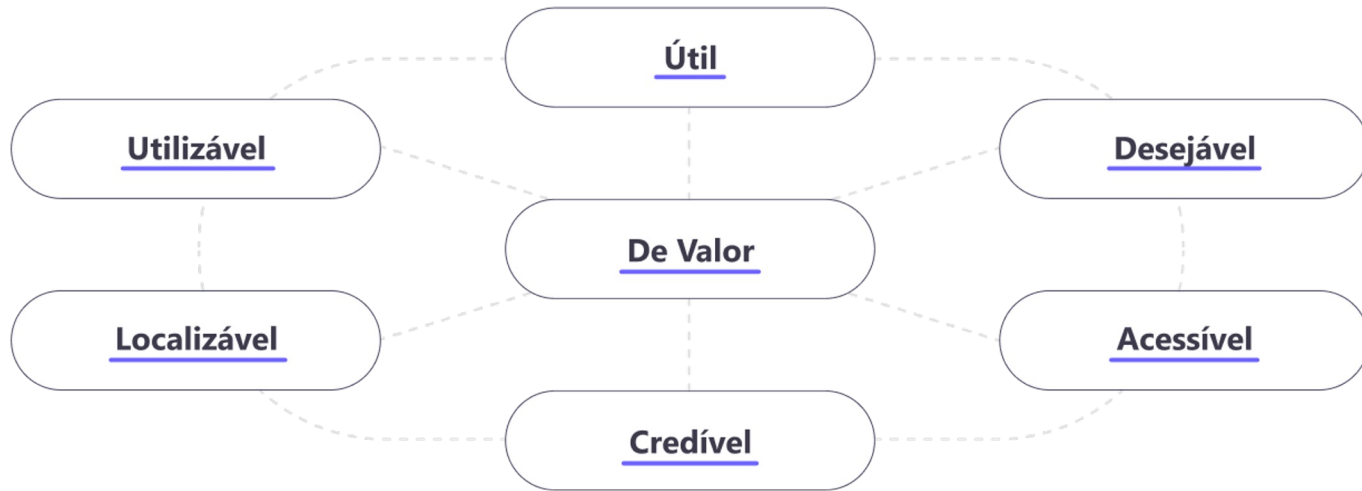 Útil
Utilizável
Desejável
De Valor
Localizável
Acessível
Credível